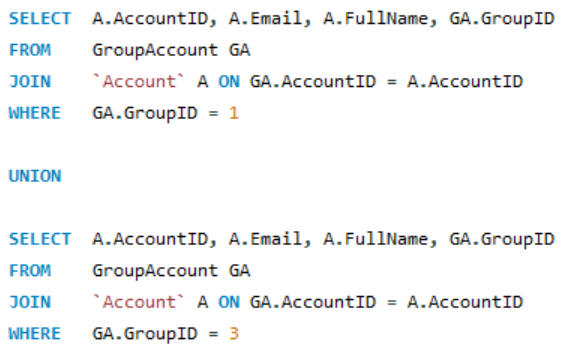 SELECT A.AccountID, A.Email, A.FullName, GA.GroupID
FROM GroupAccount GA
JOIN `Account` A ON GA.AccountID = A.AccountID
WHERE GA.GroupID = 1
UNION
SELECT A.AccountID, A.Email, A.FullName, GA.GroupID
FROM GroupAccount GA
JOIN `Account` A ON GA.AccountID = A.AccountID
WHERE GA.GroupID = 3